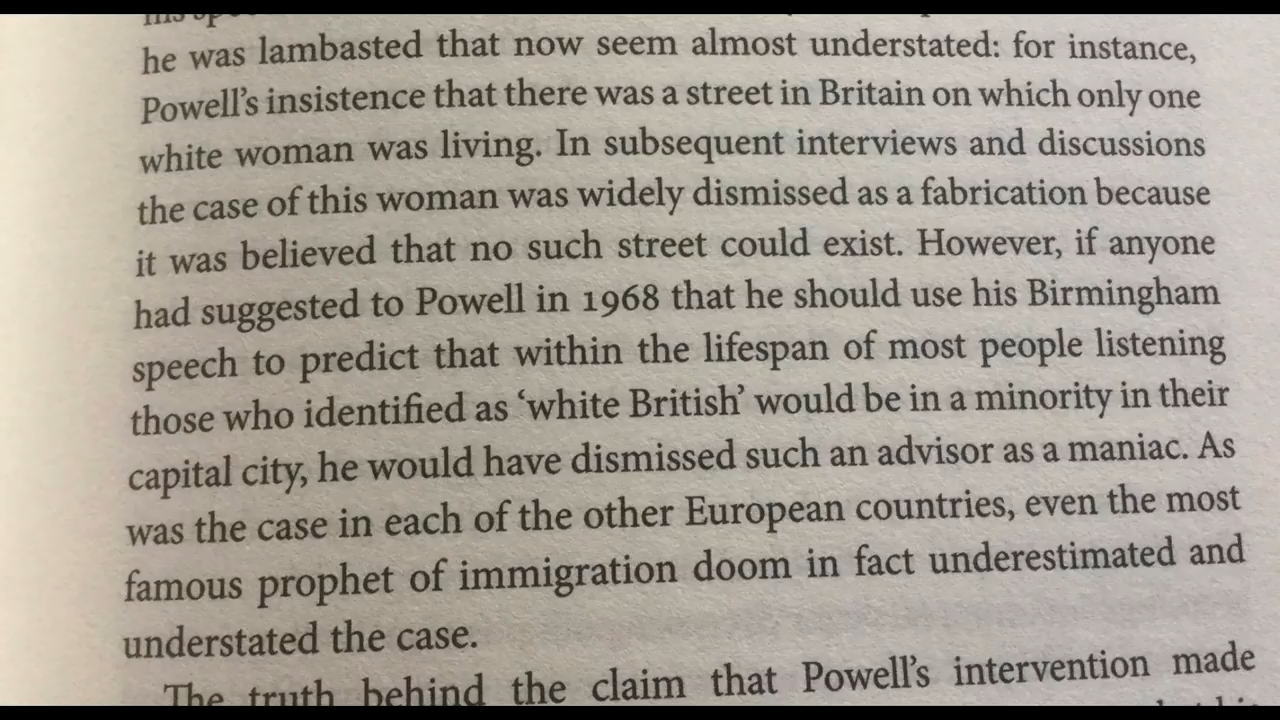 he was lambasted that now seem almost understated: for instance,
Powell's insistence that there was a street in Britain on which only one
white woman was living. In subsequent interviews and discussions
the case of this woman was widely dismissed as a fabrication because
it was believed that no such street could exist. However, if anyone
had suggested to Powell in 1968 that he should use his Birmingham
speech to predict that within the lifespan of most people listening
those who identified as ‘white British’ would be in a minority in their
capital city, he would have dismissed such an advisor as a maniac. As
was the case in each of the other European countries, even the most
famous prophet of immigration doom in fact underestimated and
understated the case.
The truth behind the claim that Powell's intervention made